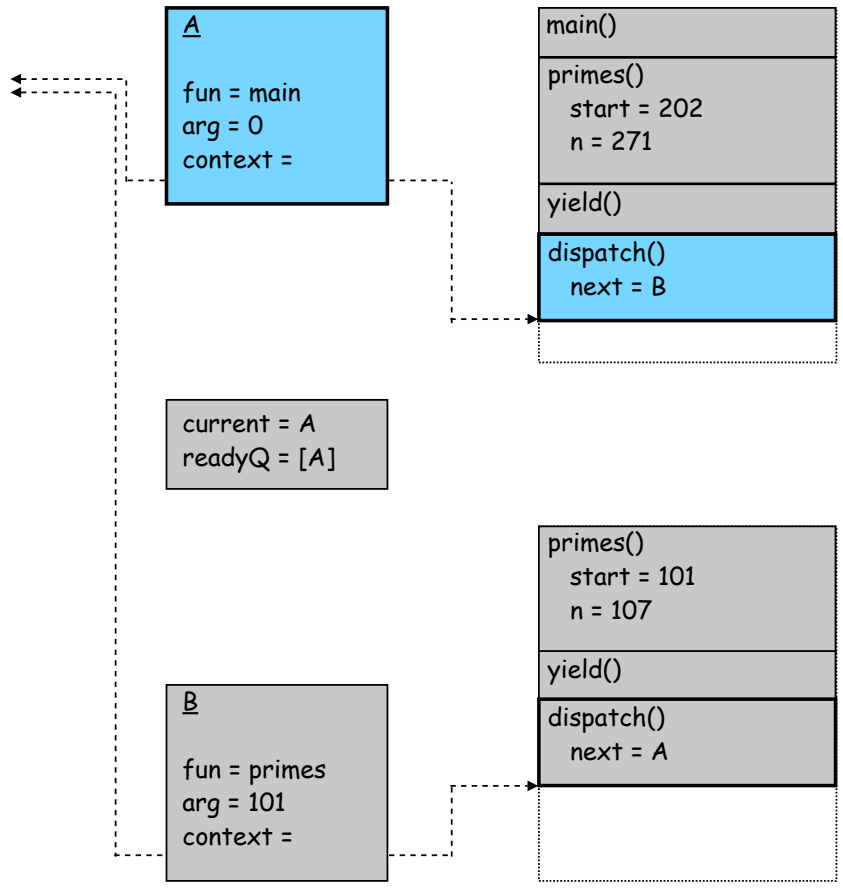 A
fun = main
arg = 0
context =
main()
primes()
start = 202
n = 271
yield()
dispatch()
next = B
current = A
readyQ = [A]
B
fun = primes
arg = 101
context =
primes()
start = 101
n = 107
yield()
dispatch()
next = A